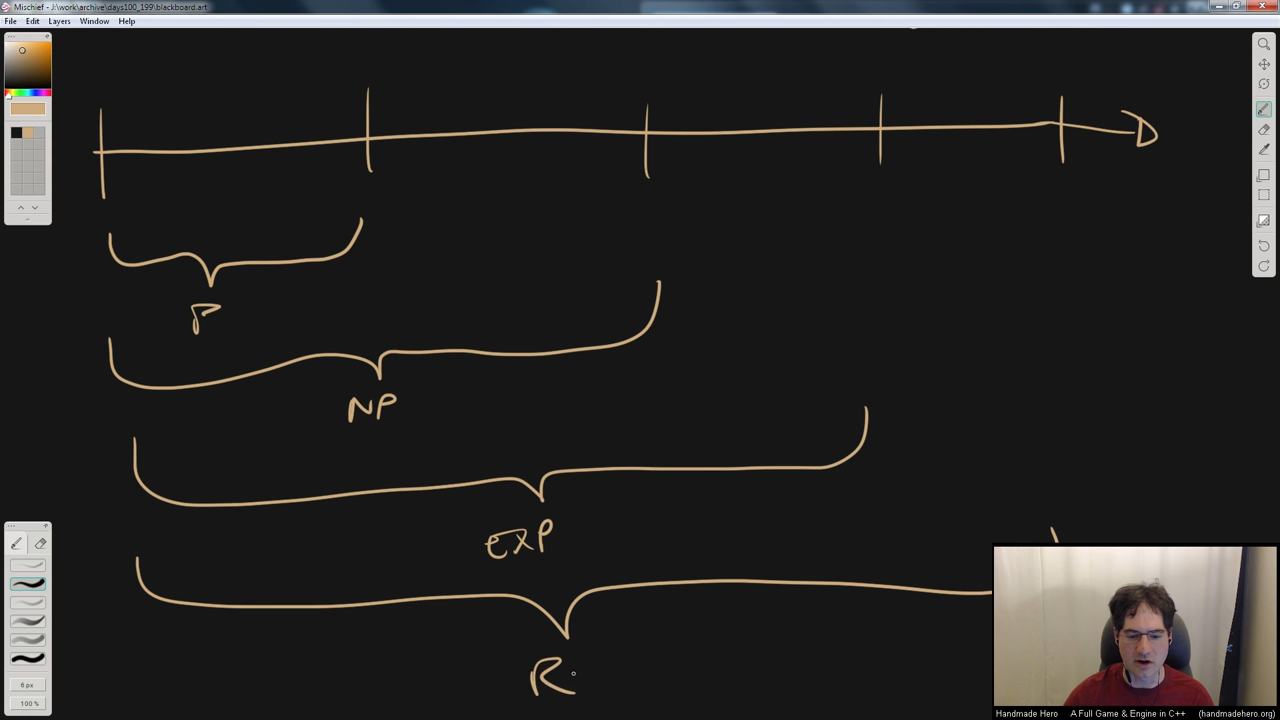 Mischief - J:\work\archive\days100_199\blackboard.art
File Edit Layers Window Help
P
NP
EXP
R
6 px
100 %
Handmade Hero A Full Game & Engine in C++ (handmadehero.org)